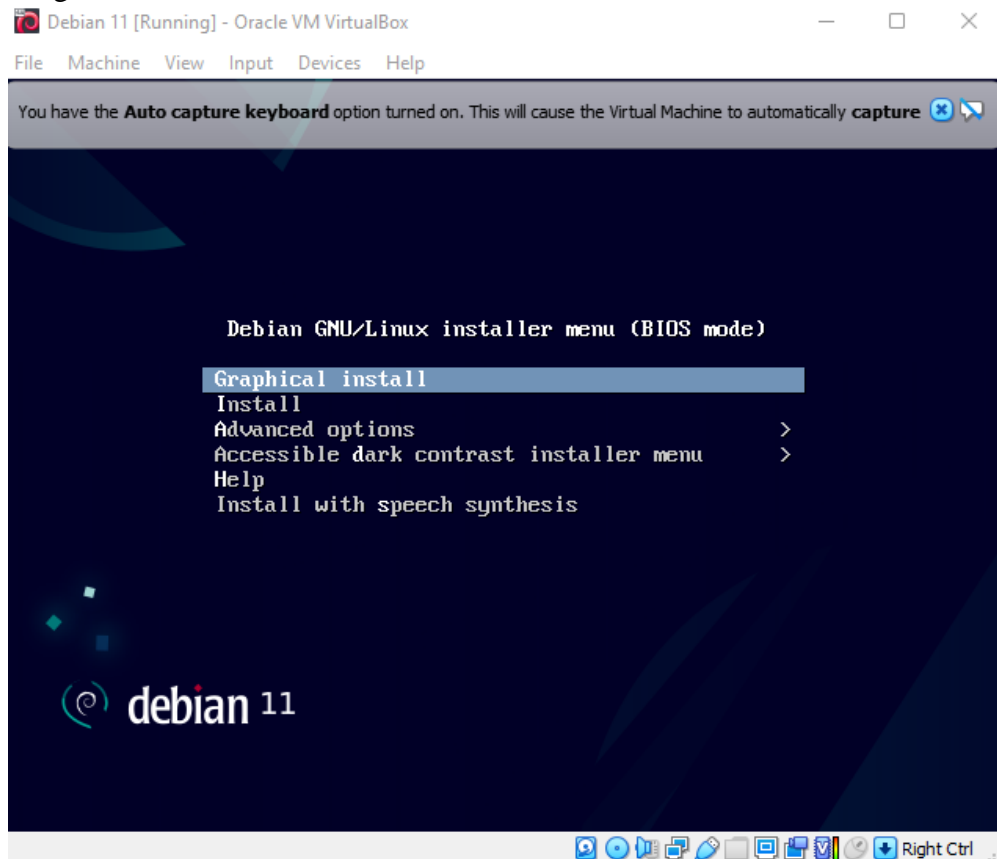 Debian 11 [Running] - Oracle VM VirtualBox
File Machine View Input Devices Help
You have the Auto capture keyboard option turned on. This will cause the Virtual Machine to automatically capture
Debian GNU/Linux installer menu (BIOS mode)
Graphical install
Install
Advanced options >
Accessible dark contrast installer menu >
Help
Install with speech synthesis
debian 11
Right Ctrl